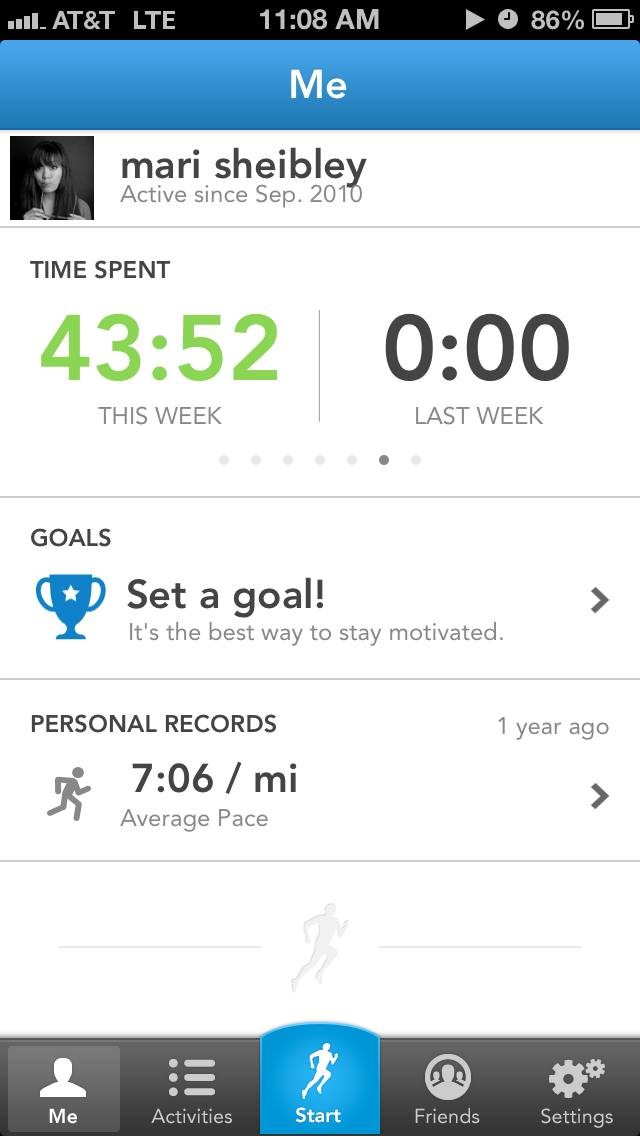 AT&T LTE 11:08 AM 86%
Me
mari sheibley
Active since Sep. 2010
TIME SPENT
43:52 0:00
THIS WEEK LAST WEEK
GOALS
Set a goal!
It's the best way to stay motivated.
PERSONAL RECORDS 1 year ago
7:06 / mi
Average Pace
Me Activities Start Friends Settings